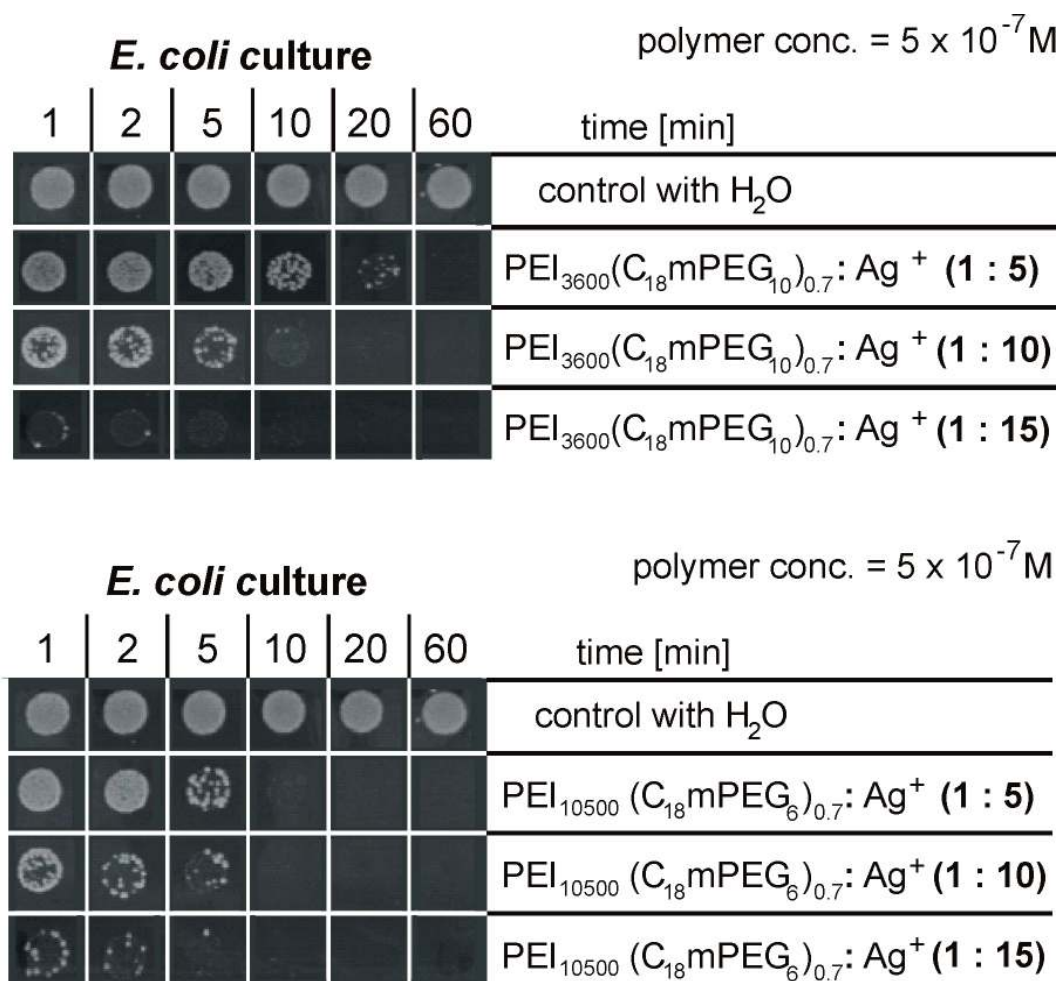 polymer conc. = 5 x 10⁻⁷M
E. coli culture
1 2 5 10 20 60 time [min]
control with H₂O
PEI₃₆₀₀(C₁₈mPEG₁₀)₀.₇: Ag⁺ (1 : 5)
PEI₃₆₀₀(C₁₈mPEG₁₀)₀.₇: Ag⁺ (1 : 10)
PEI₃₆₀₀(C₁₈mPEG₁₀)₀.₇: Ag⁺ (1 : 15)
polymer conc. = 5 x 10⁻⁷M
E. coli culture
1 2 5 10 20 60 time [min]
control with H₂O
PEI₁₀₅₀₀ (C₁₈mPEG₆)₀.₇: Ag⁺ (1 : 5)
PEI₁₀₅₀₀ (C₁₈mPEG₆)₀.₇: Ag⁺ (1 : 10)
PEI₁₀₅₀₀ (C₁₈mPEG₆)₀.₇: Ag⁺ (1 : 15)